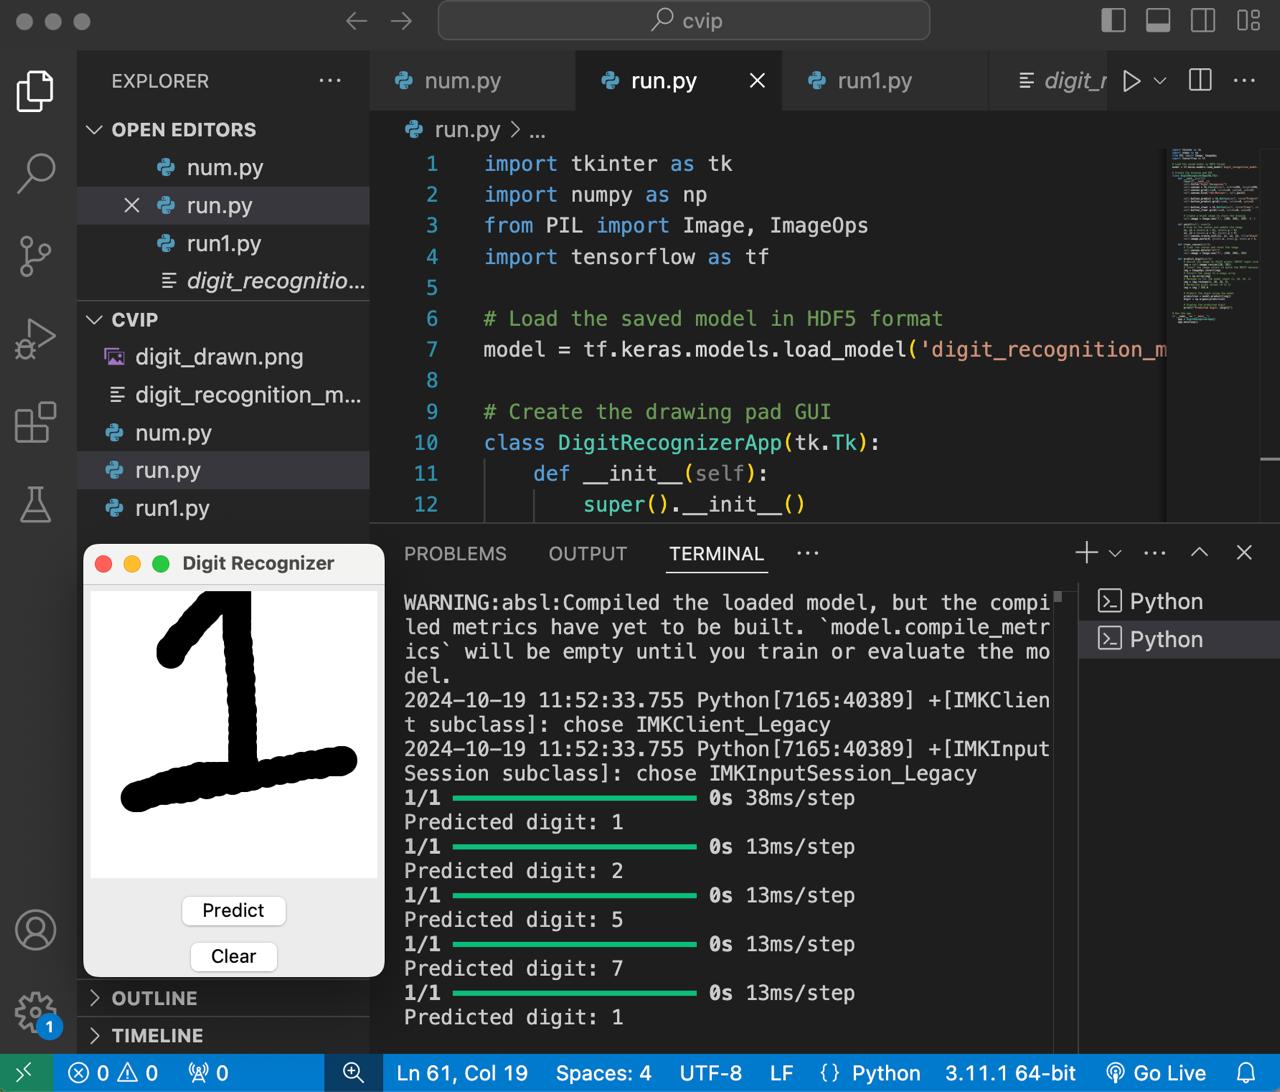 cvip
EXPLORER
OPEN EDITORS
num.py
run.py
run1.py
digit_recognitio...
CVIP
digit_drawn.png
digit_recognition_m...
num.py
run.py
run1.py
num.py
run.py
run1.py
digit_r
run.py > ...
1 import tkinter as tk
2 import numpy as np
3 from PIL import Image, ImageOps
4 import tensorflow as tf
5
6 # Load the saved model in HDF5 format
7 model = tf.keras.models.load_model('digit_recognition_m
8
9 # Create the drawing pad GUI
10 class DigitRecognizerApp(tk.Tk):
11 def __init__(self):
12 super().__init__()
Digit Recognizer
1
Predict
Clear
PROBLEMS OUTPUT TERMINAL
WARNING:absl:Compiled the loaded model, but the compi
led metrics have yet to be built. `model.compile_metr
ics` will be empty until you train or evaluate the mo
del.
2024-10-19 11:52:33.755 Python[7165:40389] +[IMKClien
t subclass]: chose IMKClient_Legacy
2024-10-19 11:52:33.755 Python[7165:40389] +[IMKInput
Session subclass]: chose IMKInputSession_Legacy
1/1 0s 38ms/step
Predicted digit: 1
1/1 0s 13ms/step
Predicted digit: 2
1/1 0s 13ms/step
Predicted digit: 5
1/1 0s 13ms/step
Predicted digit: 7
1/1 0s 13ms/step
Predicted digit: 1
Python
Python
OUTLINE
TIMELINE
1
0 0 0 Ln 61, Col 19 Spaces: 4 UTF-8 LF {} Python 3.11.1 64-bit Go Live